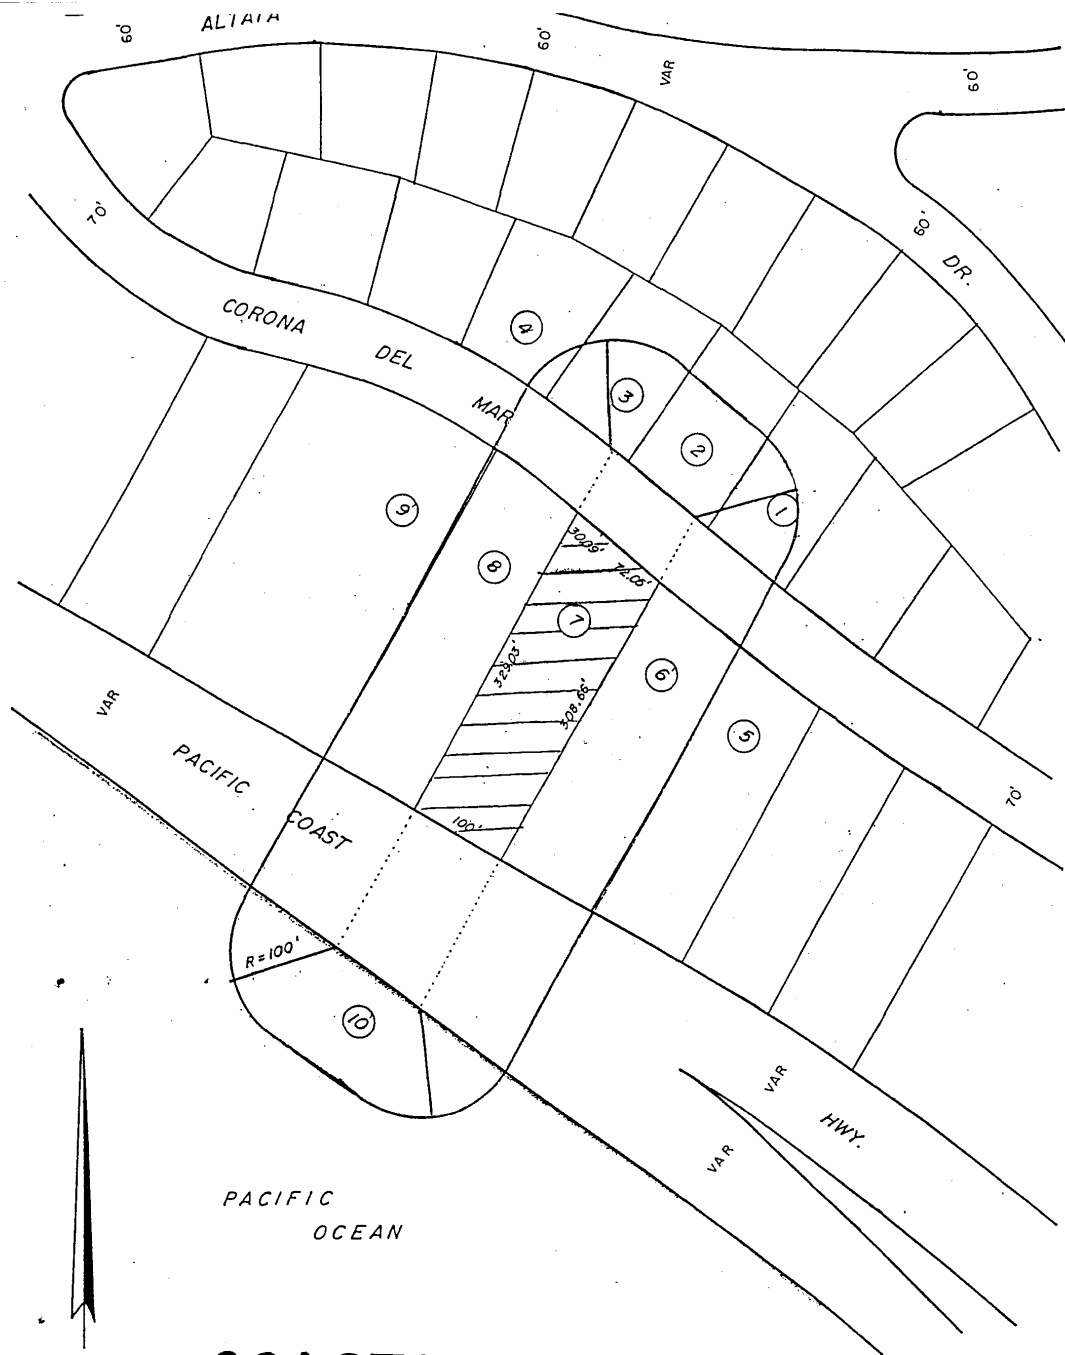 ALTATA
60'
60'
VAR
60'
60'
DR.
70'
CORONA
DEL
MAR
4
3
2
1
9
8
30.09'
72.05'
7
329.03'
308.66'
6
5
VAR
PACIFIC
COAST
100'
70'
R=100'
10
VAR
HWY.
VAR
PACIFIC
OCEAN